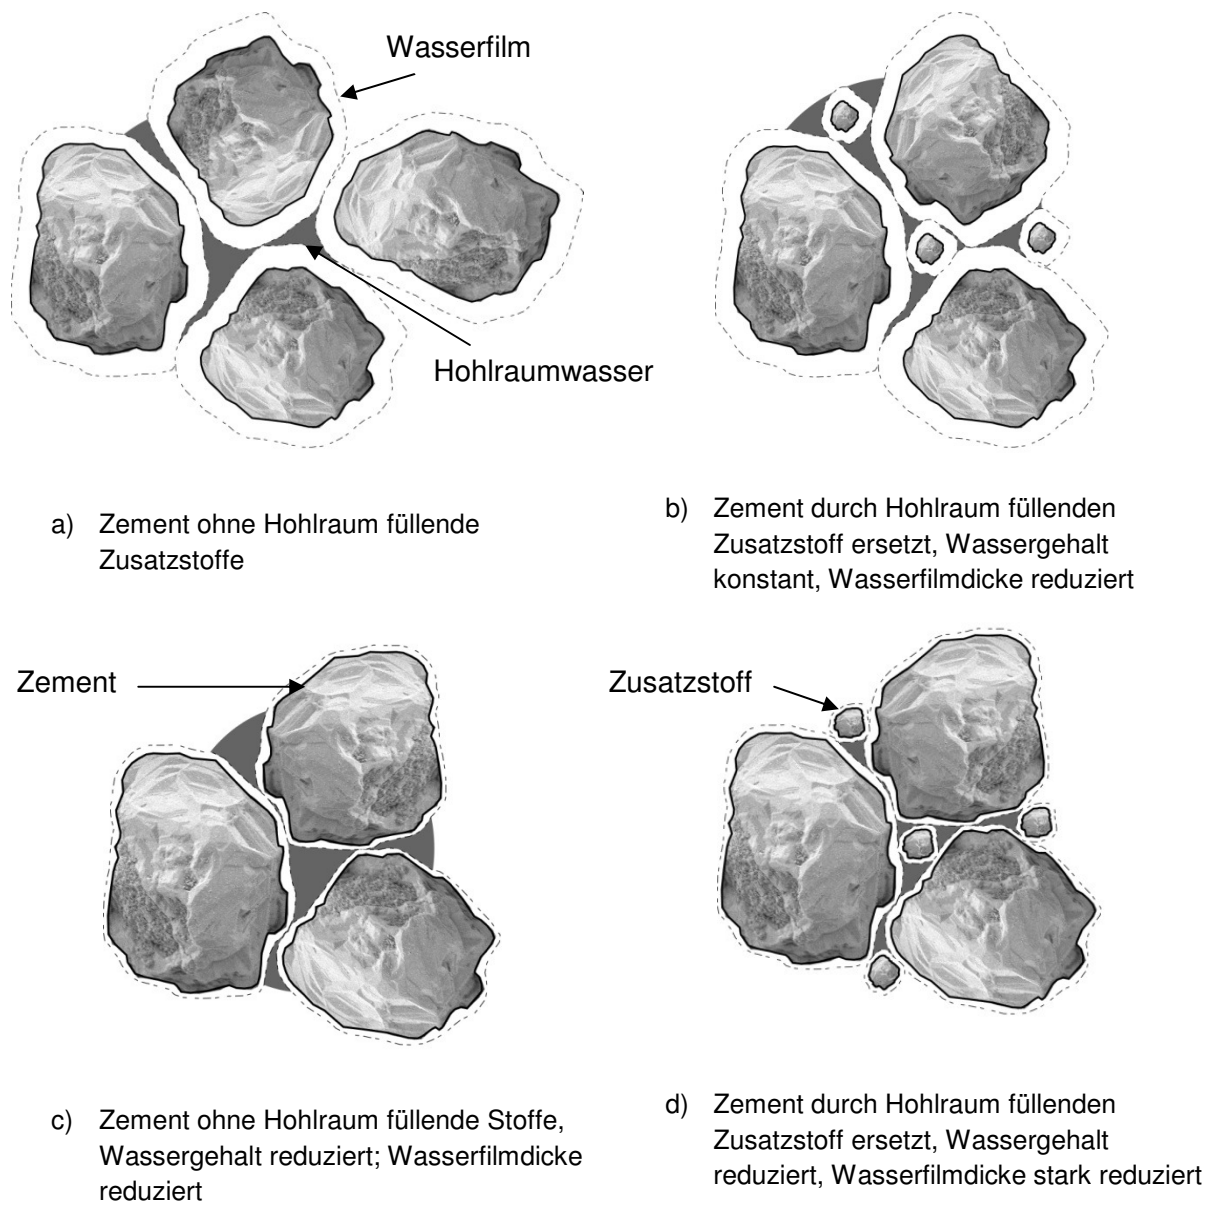 Wasserfilm
Hohlraumwasser
a) Zement ohne Hohlraum füllende
Zusatzstoffe
b) Zement durch Hohlraum füllenden
Zusatzstoff ersetzt, Wassergehalt
konstant, Wasserfilmdicke reduziert
Zement
Zusatzstoff
c) Zement ohne Hohlraum füllende Stoffe,
Wassergehalt reduziert; Wasserfilmdicke
reduziert
d) Zement durch Hohlraum füllenden
Zusatzstoff ersetzt, Wassergehalt
reduziert, Wasserfilmdicke stark reduziert